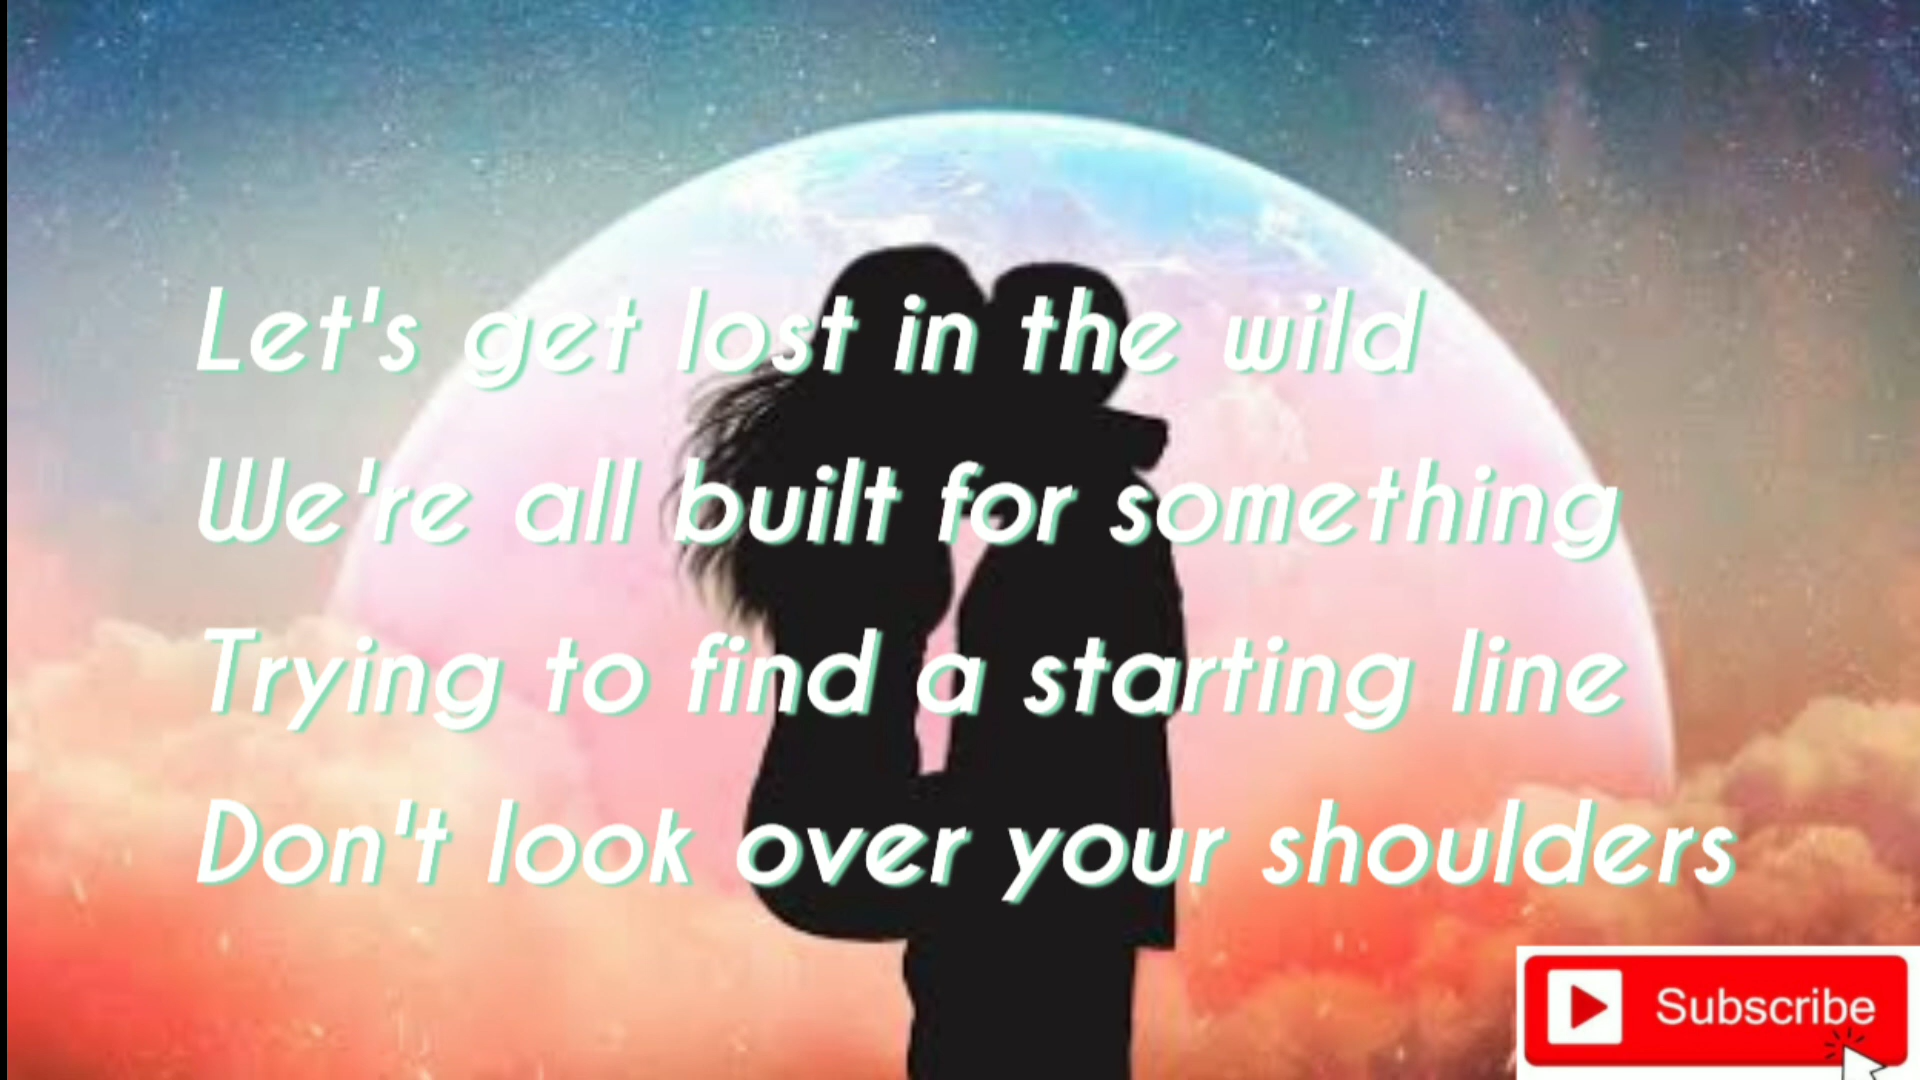 Let's get lost in the wild
We're all built for something
Trying to find a starting line
Don't look over your shoulders
Subscribe